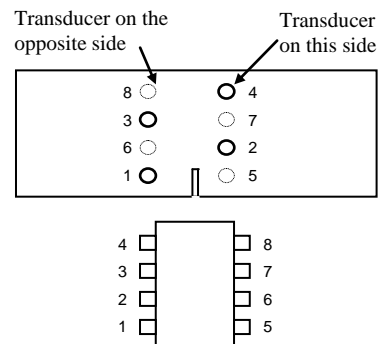 Transducer on the
opposite side
Transducer
on this side
8 4
3 7
6 2
1 5
4 8
3 7
2 6
1 5